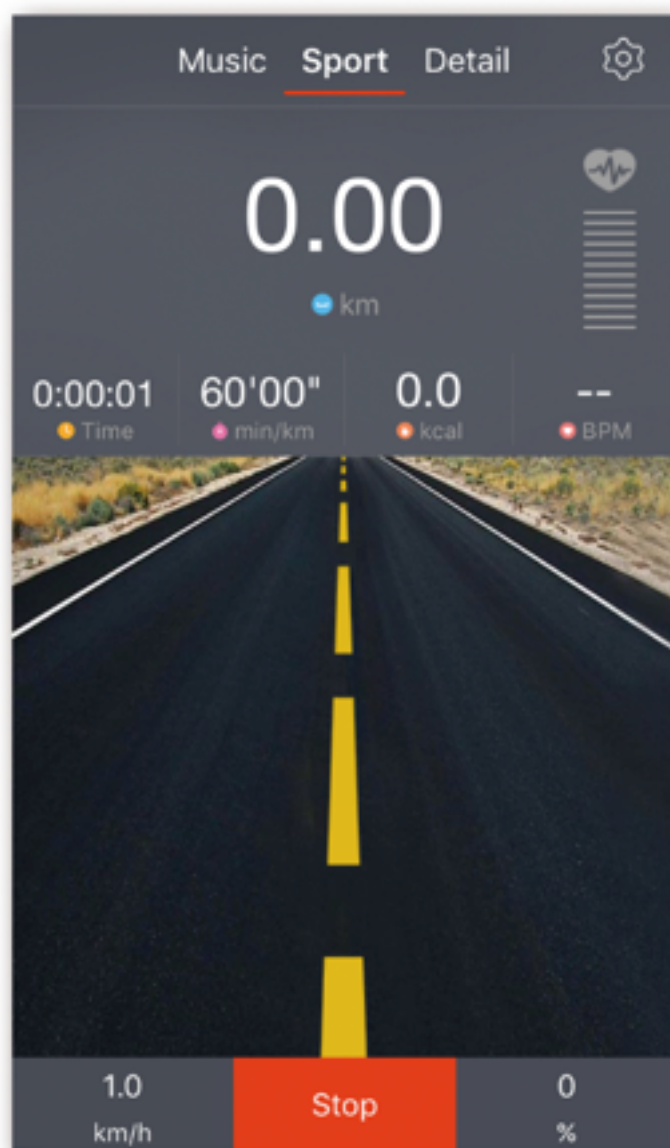 Music Sport Detail
0.00
km
0:00:01 60'00" 0.0 --
Time min/km kcal BPM
1.0 Stop 0
km/h %